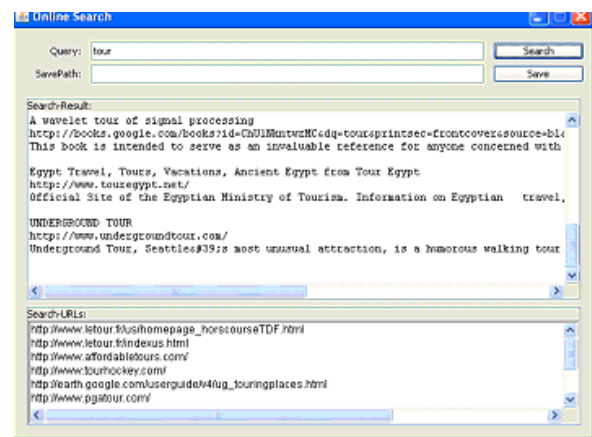 Online Search
Query: tour Search
SavePath: Save
Search-Result:
A wavelet tour of signal processing
This book is intended to serve as an invaluable reference for anyone concerned with
Egypt Travel, Tours, Vacations, Ancient Egypt from Tour Egypt
http://www.touregypt.net/
Official Site of the Egyptian Ministry of Tourism. Information on Egyptian travel,
UNDERGROUND TOUR
http://www.undergroundtour.com/
Underground Tour, Seattle&#39;s most unusual attraction, is a humorous walking tour
Search-URLs:
http://www.letour.fr/us/homepage_horscourseTDF.html
http://www.letour.fr/indexus.html
http://www.affordabletours.com/
http://www.tourhockey.com/
http://earth.google.com/userguide/v4/ug_touringplaces.html
http://www.pgatour.com/